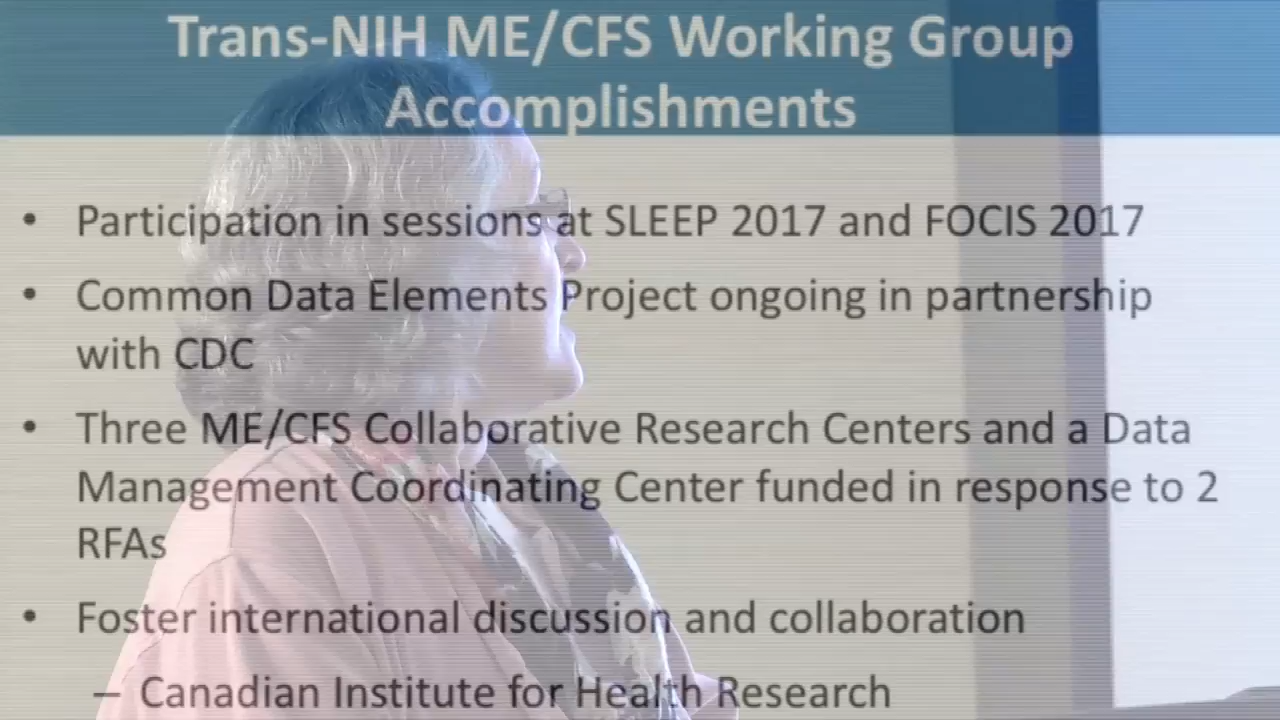 Trans-NIH ME/CFS Working Group
Accomplishments
• Participation in sessions at SLEEP 2017 and FOCIS 2017
• Common Data Elements Project ongoing in partnership
with CDC
• Three ME/CFS Collaborative Research Centers and a Data
Management Coordinating Center funded in response to 2
RFAs
• Foster international discussion and collaboration
– Canadian Institute for Health Research